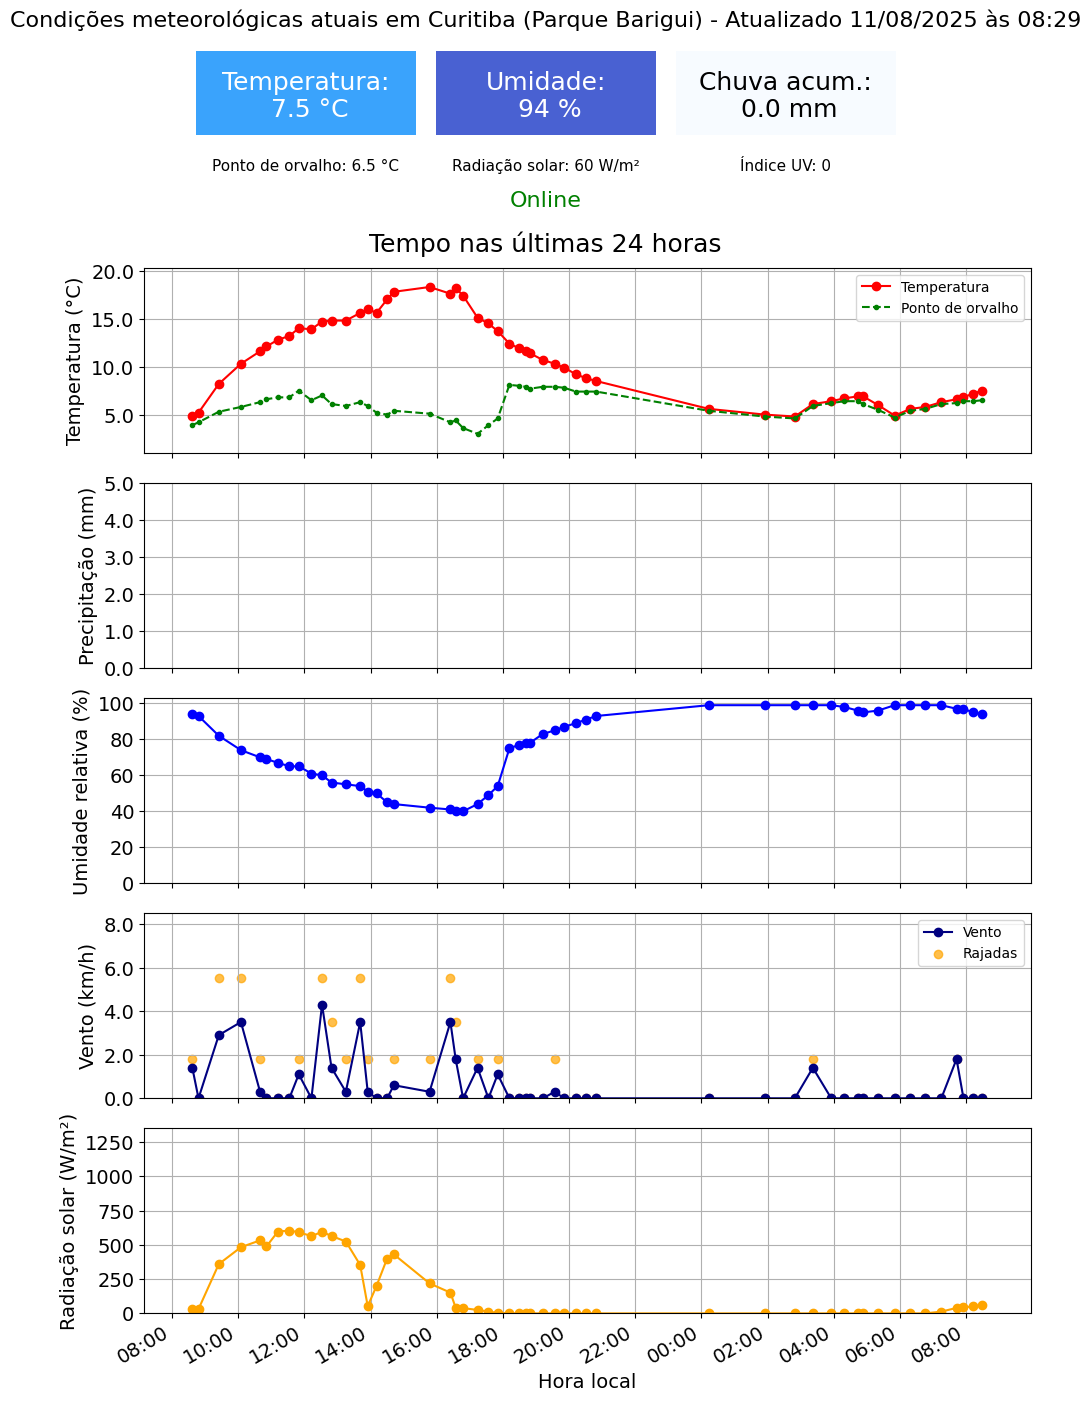 Condições meteorológicas atuais em Curitiba (Parque Barigui) - Atualizado 11/08/2025 às 08:29
Temperatura:
7.5 °C
Umidade:
94 %
Chuva acum.:
0.0 mm
Ponto de orvalho: 6.5 °C
Radiação solar: 60 W/m²
Índice UV: 0
Online
Tempo nas últimas 24 horas
Temperatura (°C)
20.0
15.0
10.0
5.0
Temperatura
Ponto de orvalho
Precipitação (mm)
5.0
4.0
3.0
2.0
1.0
0.0
Umidade relativa (%)
100
80
60
40
20
0
Vento (km/h)
8.0
6.0
4.0
2.0
0.0
Vento
Rajadas
Radiação solar (W/m²)
1250
1000
750
500
250
0
08:00
10:00
12:00
14:00
16:00
18:00
20:00
22:00
00:00
02:00
04:00
06:00
08:00
Hora local